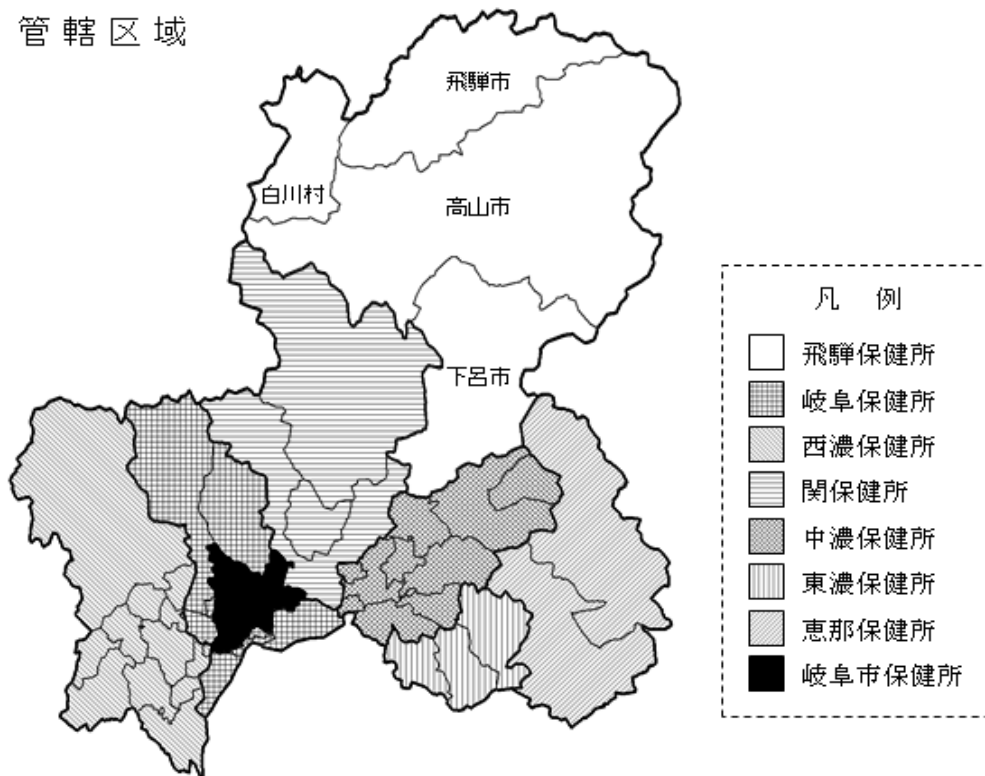 管轄区域
飛騨市
白川村
高山市
下呂市
凡例
飛騨保健所
岐阜保健所
西濃保健所
関保健所
中濃保健所
東濃保健所
恵那保健所
岐阜市保健所